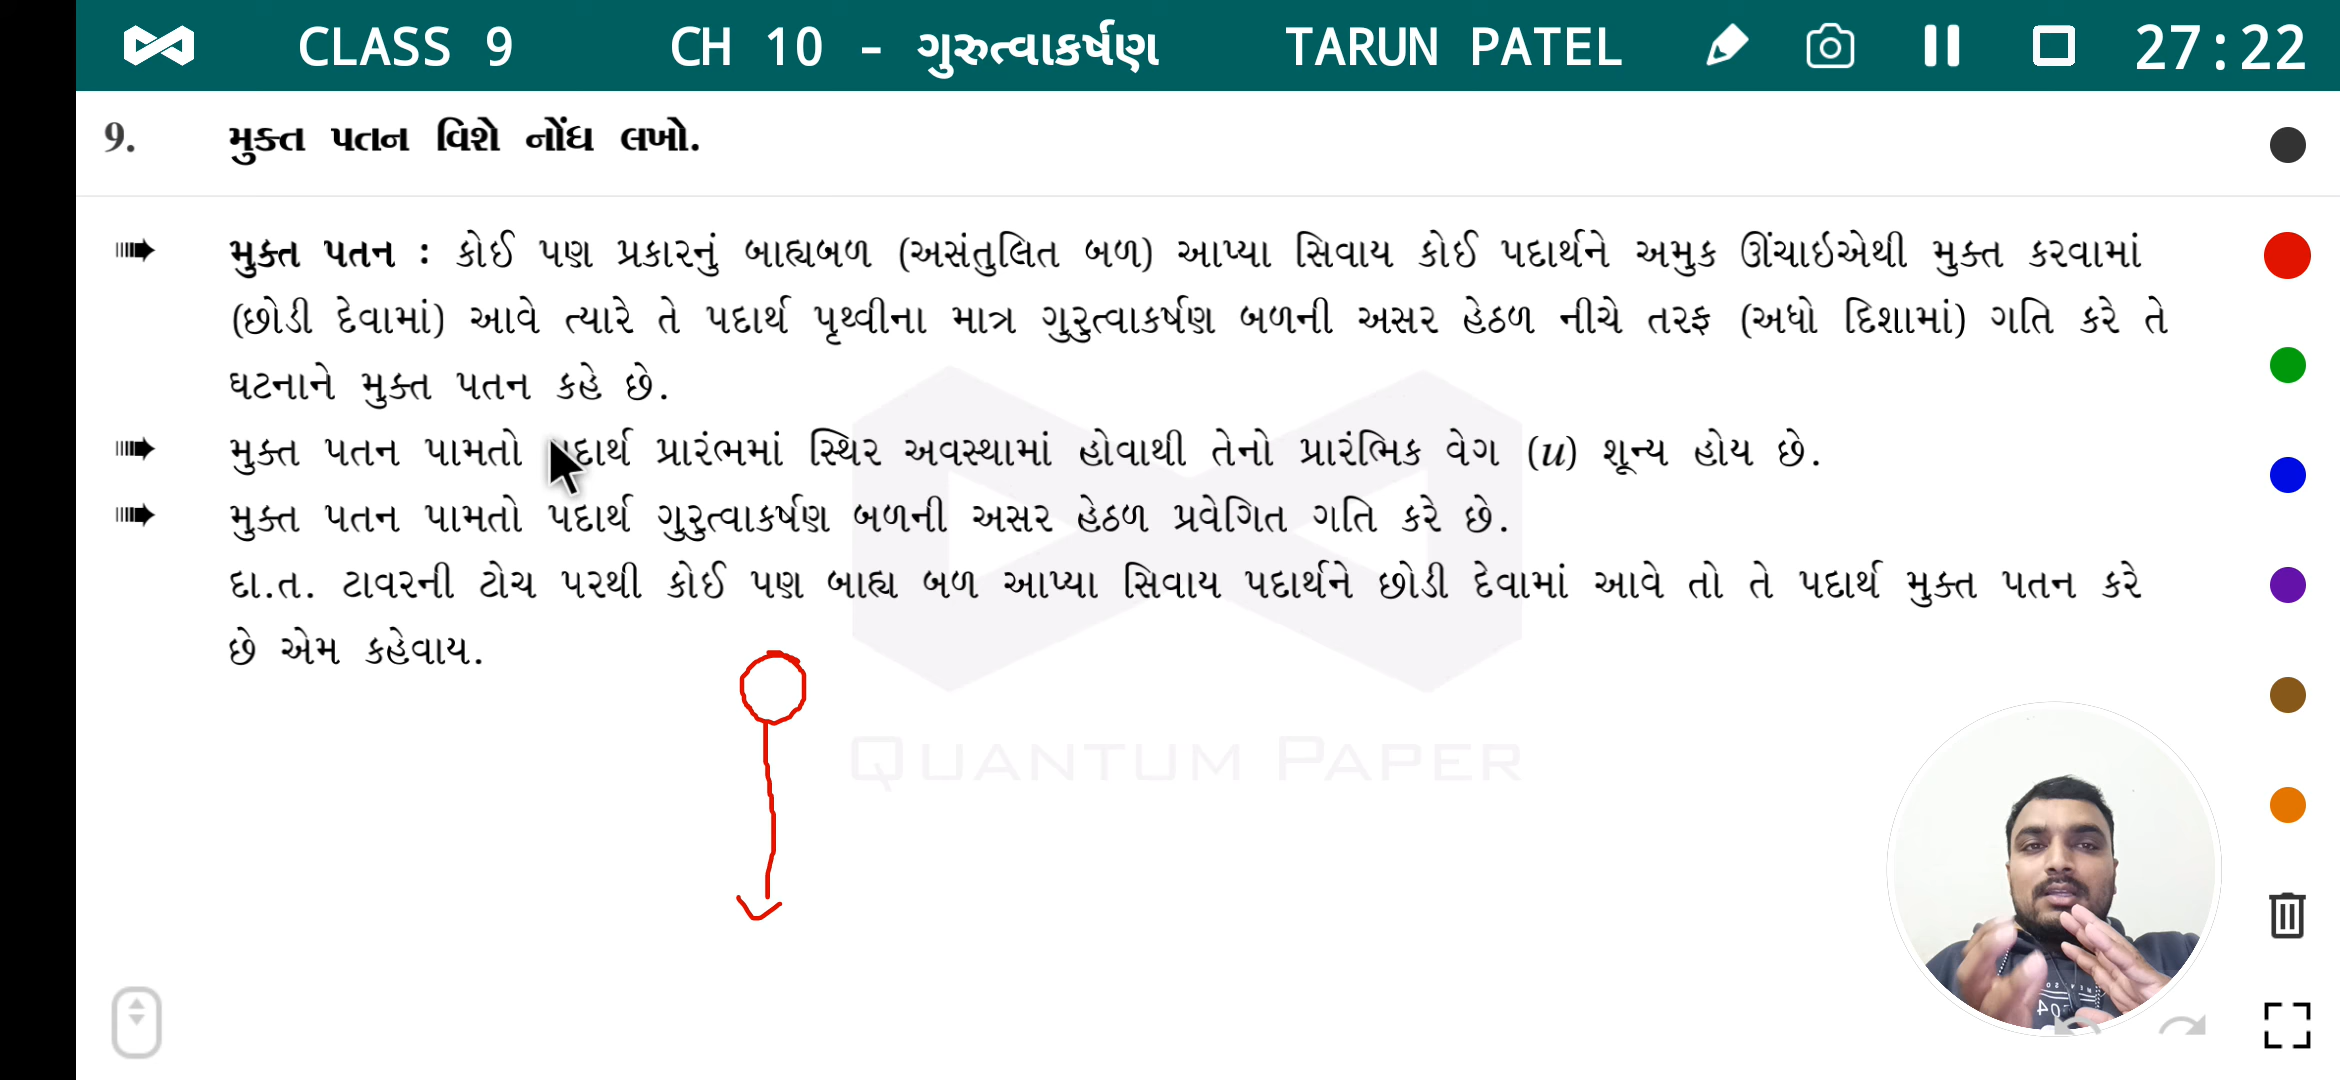 CLASS 9 CH 10 - ગુરુત્વાકર્ષણ TARUN PATEL 27:22
9. મુક્ત પતન વિશે નોંધ લખો.
મુક્ત પતન : કોઈ પણ પ્રકારનું બાહ્યબળ (અસંતુલિત બળ) આપ્યા સિવાય કોઈ પદાર્થને અમુક ઊંચાઇએથી મુક્ત કરવામાં
(છોડી દેવામાં) આવે ત્યારે તે પદાર્થ પૃથ્વીના માત્ર ગુરુત્વાકર્ષણ બળની અસર હેઠળ નીચે તરફ (અધો દિશામાં) ગતિ કરે તે
ઘટનાને મુક્ત પતન કહે છે.
મુક્ત પતન પામતો પદાર્થ પ્રારંભમાં સ્થિર અવસ્થામાં હોવાથી તેનો પ્રારંભિક વેગ (u) શૂન્ય હોય છે.
મુક્ત પતન પામતો પદાર્થ ગુરુત્વાકર્ષણ બળની અસર હેઠળ પ્રવેગિત ગતિ કરે છે.
દા.ત. ટાવરની ટોચ પરથી કોઈ પણ બાહ્ય બળ આપ્યા સિવાય પદાર્થને છોડી દેવામાં આવે તો તે પદાર્થ મુક્ત પતન કરે
છે એમ કહેવાય.
QUANTUM PAPER